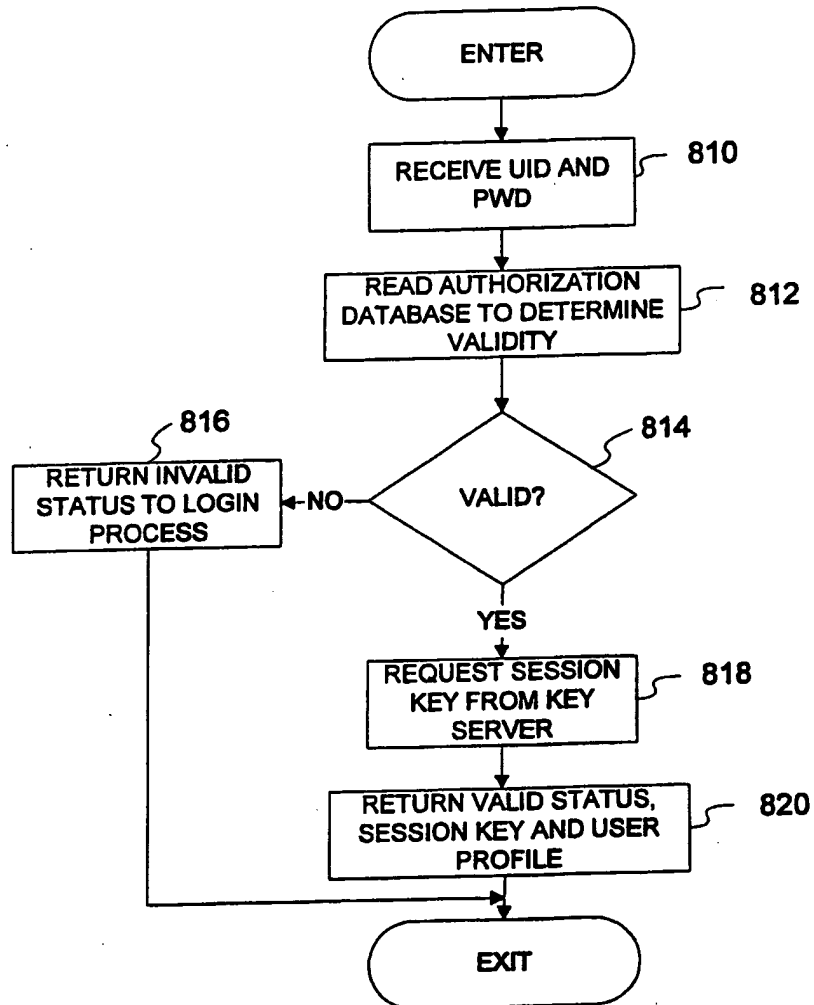 ENTER
RECEIVE UID AND
PWD
810
READ AUTHORIZATION
DATABASE TO DETERMINE
VALIDITY
812
814
VALID?
816
NO
RETURN INVALID
STATUS TO LOGIN
PROCESS
YES
REQUEST SESSION
KEY FROM KEY
SERVER
818
RETURN VALID STATUS,
SESSION KEY AND USER
PROFILE
820
EXIT